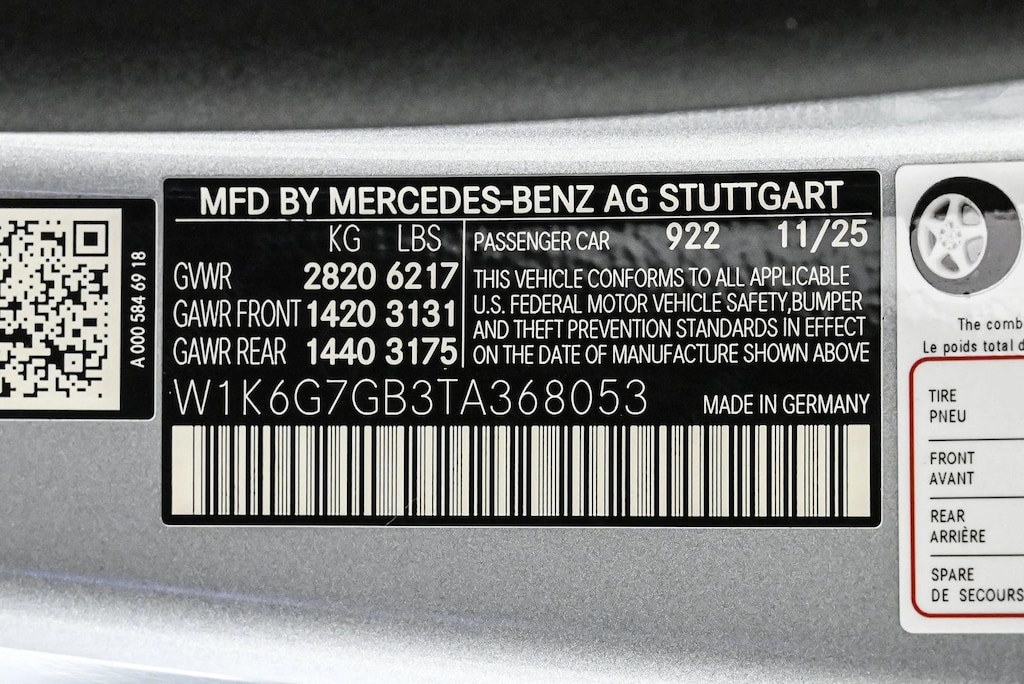 MFD BY MERCEDES-BENZ AG STUTTGART
KG LBS
GVWR 2820 6217
GAWR FRONT 1420 3131
GAWR REAR 1440 3175
PASSENGER CAR 922 11/25
THIS VEHICLE CONFORMS TO ALL APPLICABLE
U.S. FEDERAL MOTOR VEHICLE SAFETY,BUMPER
AND THEFT PREVENTION STANDARDS IN EFFECT
ON THE DATE OF MANUFACTURE SHOWN ABOVE
W1K6G7GB3TA368053
MADE IN GERMANY
A 000 584 69 18
The comb
Le poids total d
TIRE
PNEU
FRONT
AVANT
REAR
ARRIÈRE
SPARE
DE SECOURS